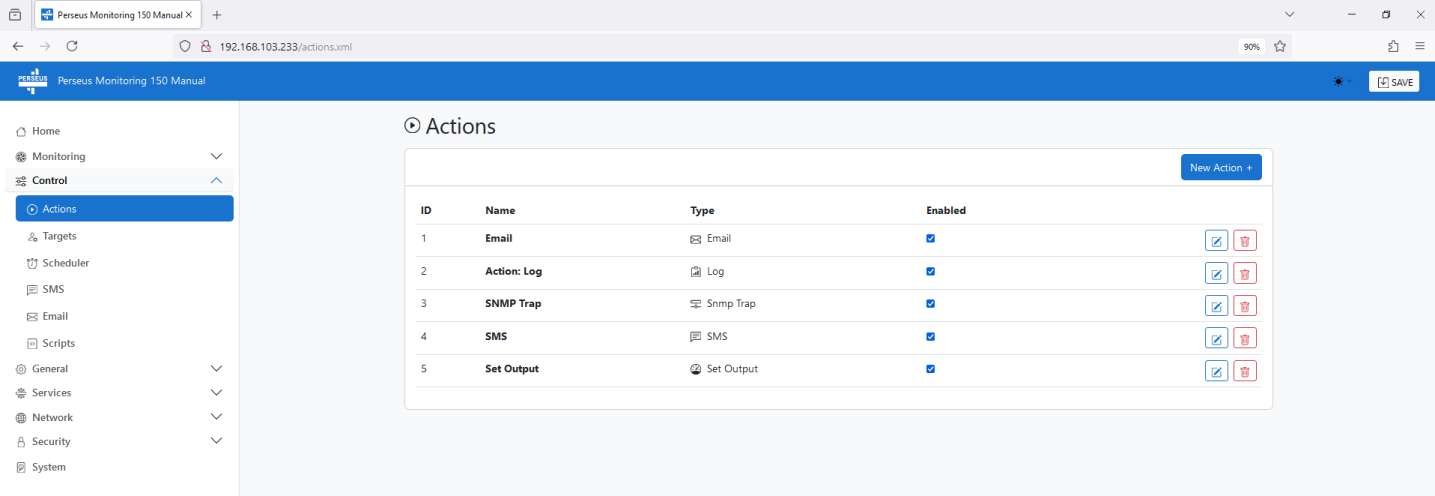 Perseus Monitoring 150 Manual
192.168.103.233/actions.xml
90%
PERSEUS
Perseus Monitoring 150 Manual
SAVE
Home
Monitoring
Control
Actions
Targets
Scheduler
SMS
Email
Scripts
General
Services
Network
Security
System
Actions
New Action +
ID Name Type Enabled
1 Email Email
2 Action: Log Log
3 SNMP Trap Snmp Trap
4 SMS SMS
5 Set Output Set Output